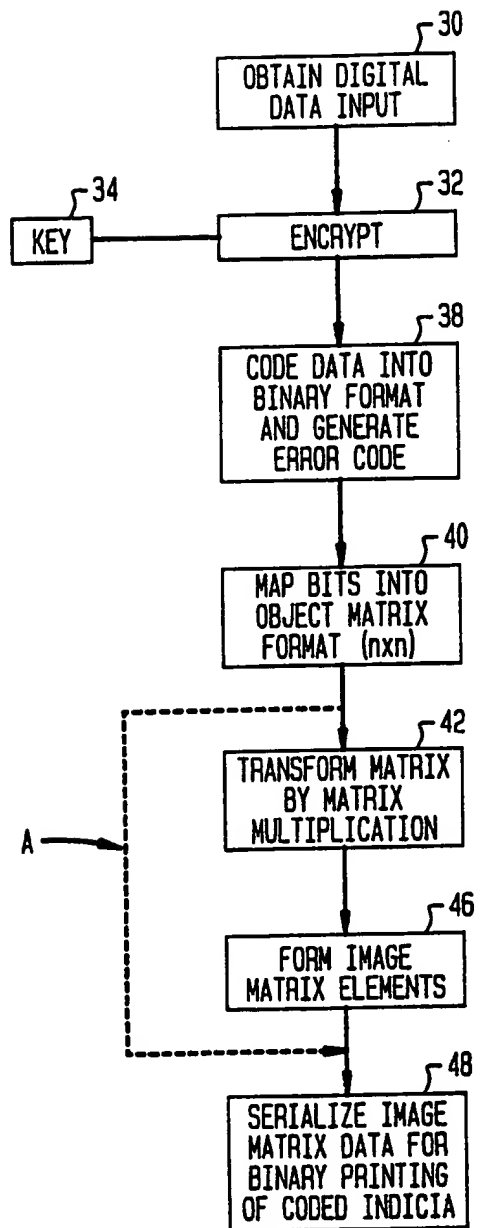 30
OBTAIN DIGITAL
DATA INPUT
34
32
KEY
ENCRYPT
38
CODE DATA INTO
BINARY FORMAT
AND GENERATE
ERROR CODE
40
MAP BITS INTO
OBJECT MATRIX
FORMAT (nxn)
42
TRANSFORM MATRIX
BY MATRIX
MULTIPLICATION
A
46
FORM IMAGE
MATRIX ELEMENTS
48
SERIALIZE IMAGE
MATRIX DATA FOR
BINARY PRINTING
OF CODED INDICIA